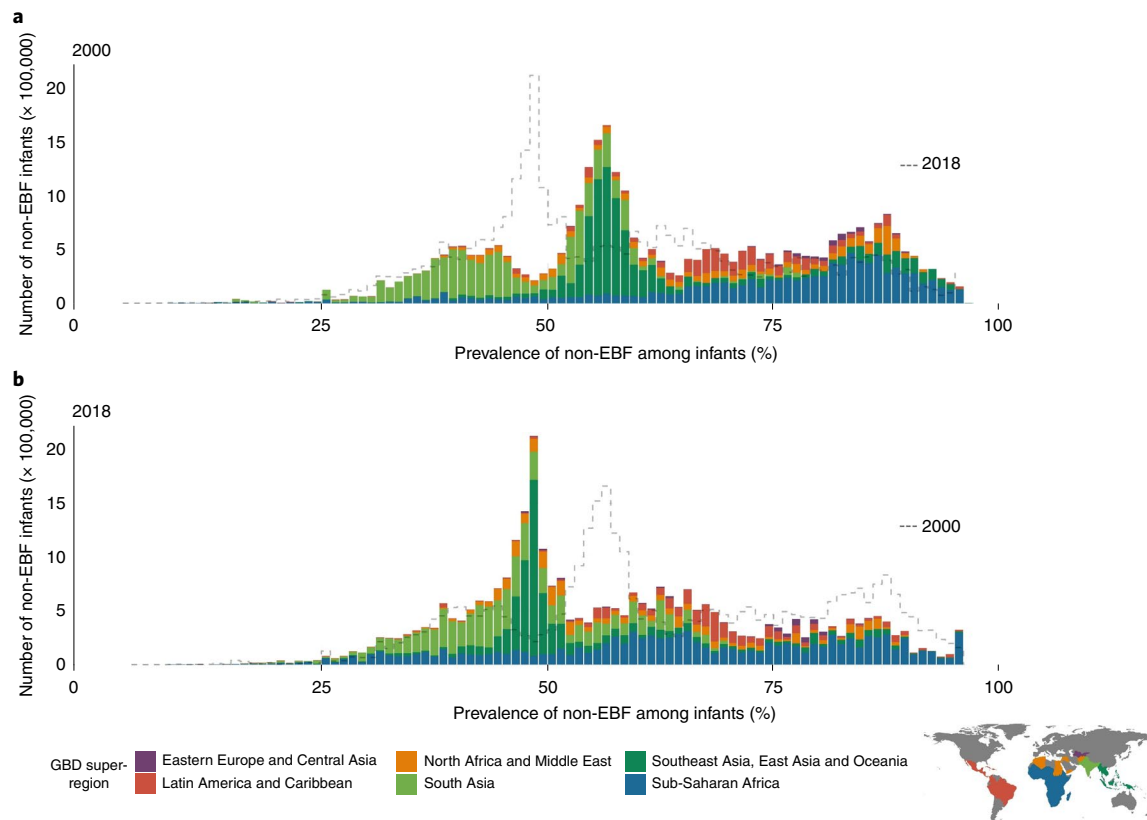 a
2000
20
15
10
5
0
Number of non-EBF infants (× 100,000)
2018
0
25
50
75
100
Prevalence of non-EBF among infants (%)
b
2018
20
15
10
5
0
Number of non-EBF infants (× 100,000)
2000
0
25
50
75
100
Prevalence of non-EBF among infants (%)
GBD super-
region
Eastern Europe and Central Asia
North Africa and Middle East
Southeast Asia, East Asia and Oceania
Latin America and Caribbean
South Asia
Sub-Saharan Africa